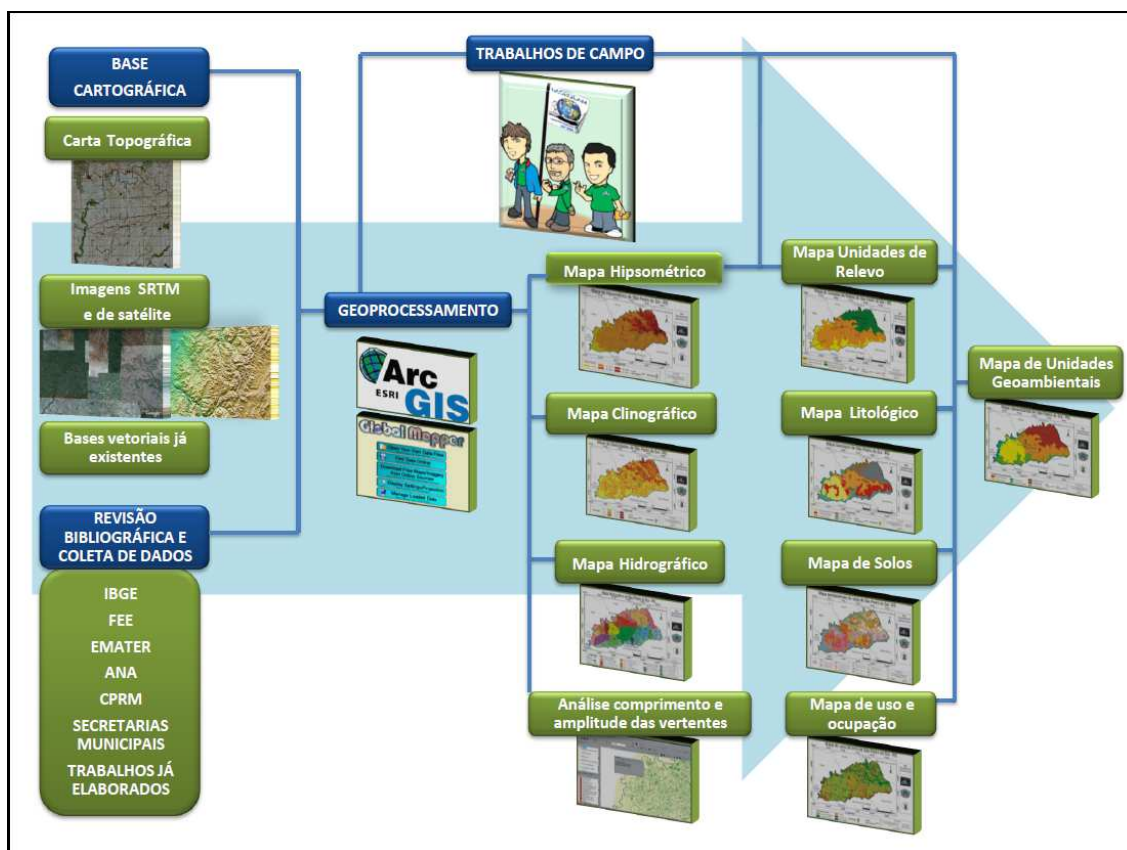 BASE
CARTOGRÁFICA
Carta Topográfica
Imagens SRTM
e de satélite
Bases vetoriais já
existentes
REVISÃO
BIBLIOGRÁFICA E
COLETA DE DADOS
IBGE
FEE
EMATER
ANA
CPRM
SECRETARIAS
MUNICIPAIS
TRABALHOS JÁ
ELABORADOS
TRABALHOS DE CAMPO
GEOPROCESSAMENTO
Arc
ESRI GIS
Global Mapper
Mapa Hipsométrico
Mapa Clinográfico
Mapa Hidrográfico
Análise comprimento e
amplitude das vertentes
Mapa Unidades de
Relevo
Mapa Litológico
Mapa de Solos
Mapa de uso e
ocupação
Mapa de Unidades
Geoambientais